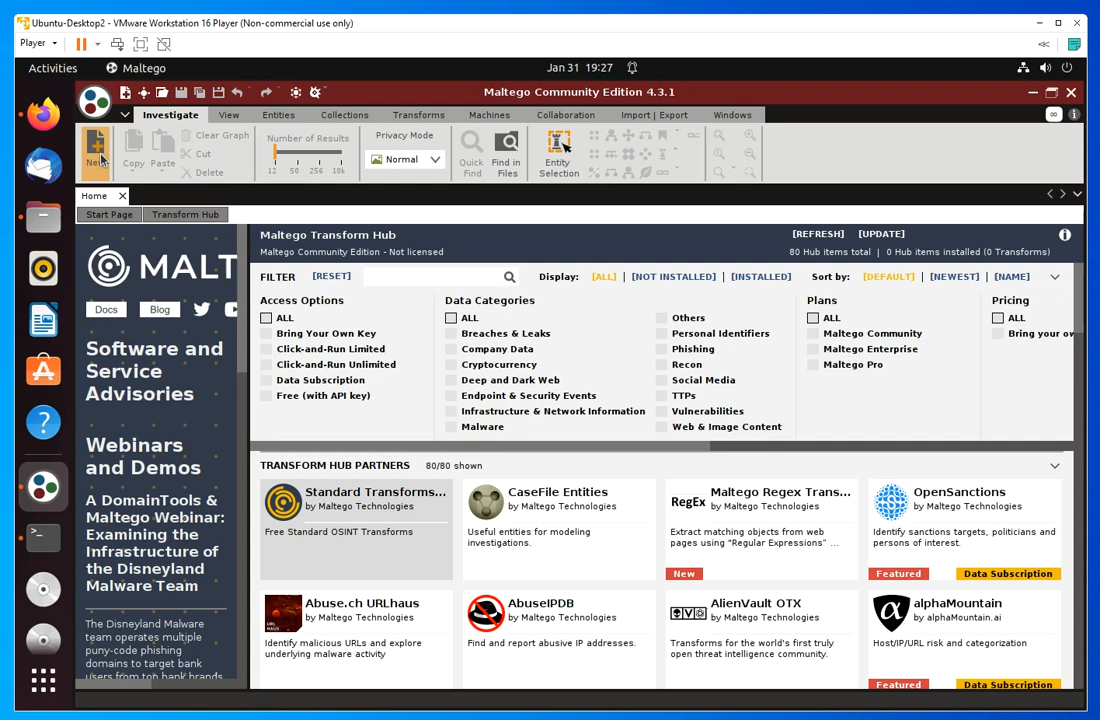 Ubuntu-Desktop2 - VMware Workstation 16 Player (Non-commercial use only)
Player
Activities
Maltego
Jan 31 19:27
Maltego Community Edition 4.3.1
Investigate
View
Entities
Collections
Transforms
Machines
Collaboration
Import | Export
Windows
New
Copy
Paste
Clear Graph
Cut
Delete
Number of Results
12 50 256 10k
Privacy Mode
Normal
Quick
Find
Find in
Files
Entity
Selection
Home
Start Page
Transform Hub
MALT
Docs
Blog
Software and
Service
Advisories
Webinars
and Demos
A DomainTools &
Maltego Webinar:
Examining the
Infrastructure of
the Disneyland
Malware Team
The Disneyland Malware
team operates multiple
puny-code phishing
domains to target bank
users from top bank brands
Maltego Transform Hub
Maltego Community Edition - Not licensed
[REFRESH] [UPDATE]
80 Hub items total | 0 Hub items installed (0 Transforms)
FILTER [RESET]
Display: [ALL] | [NOT INSTALLED] | [INSTALLED]
Sort by: [DEFAULT] | [NEWEST] | [NAME]
Access Options
ALL
Bring Your Own Key
Click-and-Run Limited
Click-and-Run Unlimited
Data Subscription
Free (with API key)
Data Categories
ALL
Breaches & Leaks
Company Data
Cryptocurrency
Deep and Dark Web
Endpoint & Security Events
Infrastructure & Network Information
Malware
Others
Personal Identifiers
Phishing
Recon
Social Media
TTPs
Vulnerabilities
Web & Image Content
Plans
ALL
Maltego Community
Maltego Enterprise
Maltego Pro
Pricing
ALL
Bring your ow
TRANSFORM HUB PARTNERS 80/80 shown
Standard Transforms...
by Maltego Technologies
Free Standard OSINT Transforms
CaseFile Entities
by Maltego Technologies
Useful entities for modeling
investigations.
RegEx
Maltego Regex Trans...
by Maltego Technologies
Extract matching objects from web
pages using "Regular Expressions" ...
New
OpenSanctions
by Maltego Technologies
Identify sanctions targets, politicians and
persons of interest.
Featured
Data Subscription
URL
HAUS
Abuse.ch URLhaus
by Maltego Technologies
Identify malicious URLs and explore
underlying malware activity
AbuseIPDB
by Maltego Technologies
Find and report abusive IP addresses.
AlienVault OTX
by Maltego Technologies
Transforms for the world's first truly
open threat intelligence community.
alphaMountain
by alphaMountain.ai
Host/IP/URL risk and categorization
Featured
Data Subscription